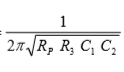 = 1 / (2π√(R_P R_3 C_1 C_2))